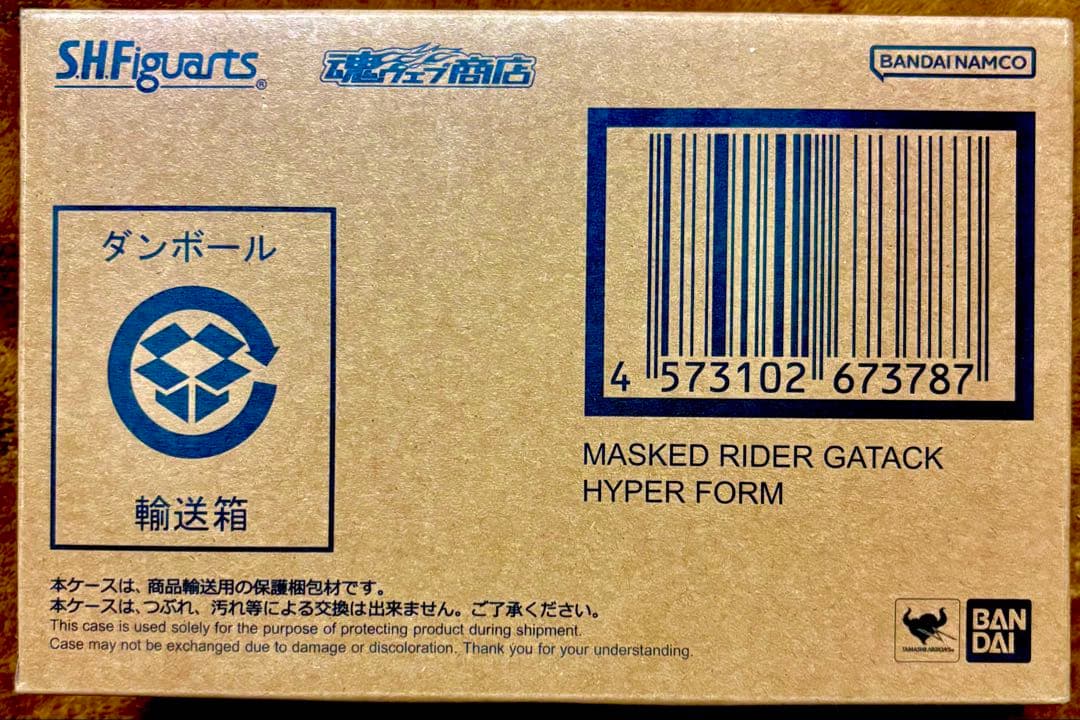 S.H.Figuarts®
魂ウェブ商店
BANDAI NAMCO
ダンボール
輸送箱
4 573102 673787
MASKED RIDER GATACK
HYPER FORM
本ケースは、商品輸送用の保護梱包材です。
本ケースは、つぶれ、汚れ等による交換は出来ません。ご了承ください。
This case is used solely for the purpose of protecting product during shipment.
Case may not be exchanged due to damage or discoloration. Thank you for your understanding.
TAMASHII NATIONS
BAN
DAI